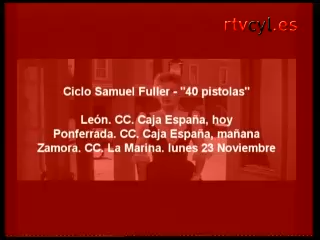 rtvcyl.es
Ciclo Samuel Fuller - "40 pistolas"
León. CC. Caja España, hoy
Ponferrada. CC. Caja España, mañana
Zamora. CC. La Marina. lunes 23 Noviembre